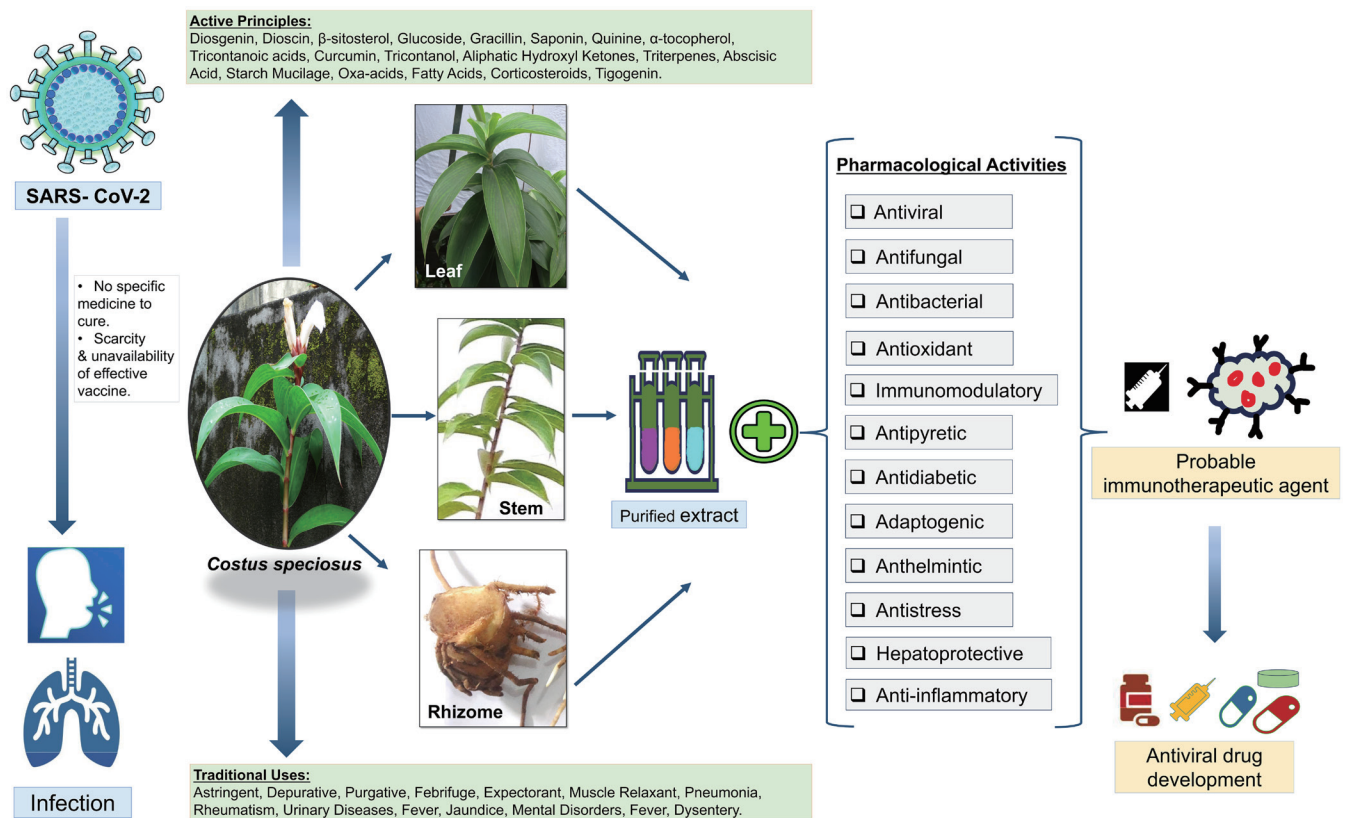 Active Principles:
Diosgenin, Dioscin, β-sitosterol, Glucoside, Gracillin, Saponin, Quinine, α-tocopherol,
Tricontanoic acids, Curcumin, Tricontanol, Aliphatic Hydroxyl Ketones, Triterpenes, Abscisic
Acid, Starch Mucilage, Oxa-acids, Fatty Acids, Corticosteroids, Tigogenin.
SARS- CoV-2
• No specific
medicine to
cure.
• Scarcity
& unavailability
of effective
vaccine.
Infection
Costus speciosus
Leaf
Stem
Rhizome
Purified extract
Pharmacological Activities
❑ Antiviral
❑ Antifungal
❑ Antibacterial
❑ Antioxidant
❑ Immunomodulatory
❑ Antipyretic
❑ Antidiabetic
❑ Adaptogenic
❑ Anthelmintic
❑ Antistress
❑ Hepatoprotective
❑ Anti-inflammatory
Probable
immunotherapeutic agent
Antiviral drug
development
Traditional Uses:
Astringent, Depurative, Purgative, Febrifuge, Expectorant, Muscle Relaxant, Pneumonia,
Rheumatism, Urinary Diseases, Fever, Jaundice, Mental Disorders, Fever, Dysentery.